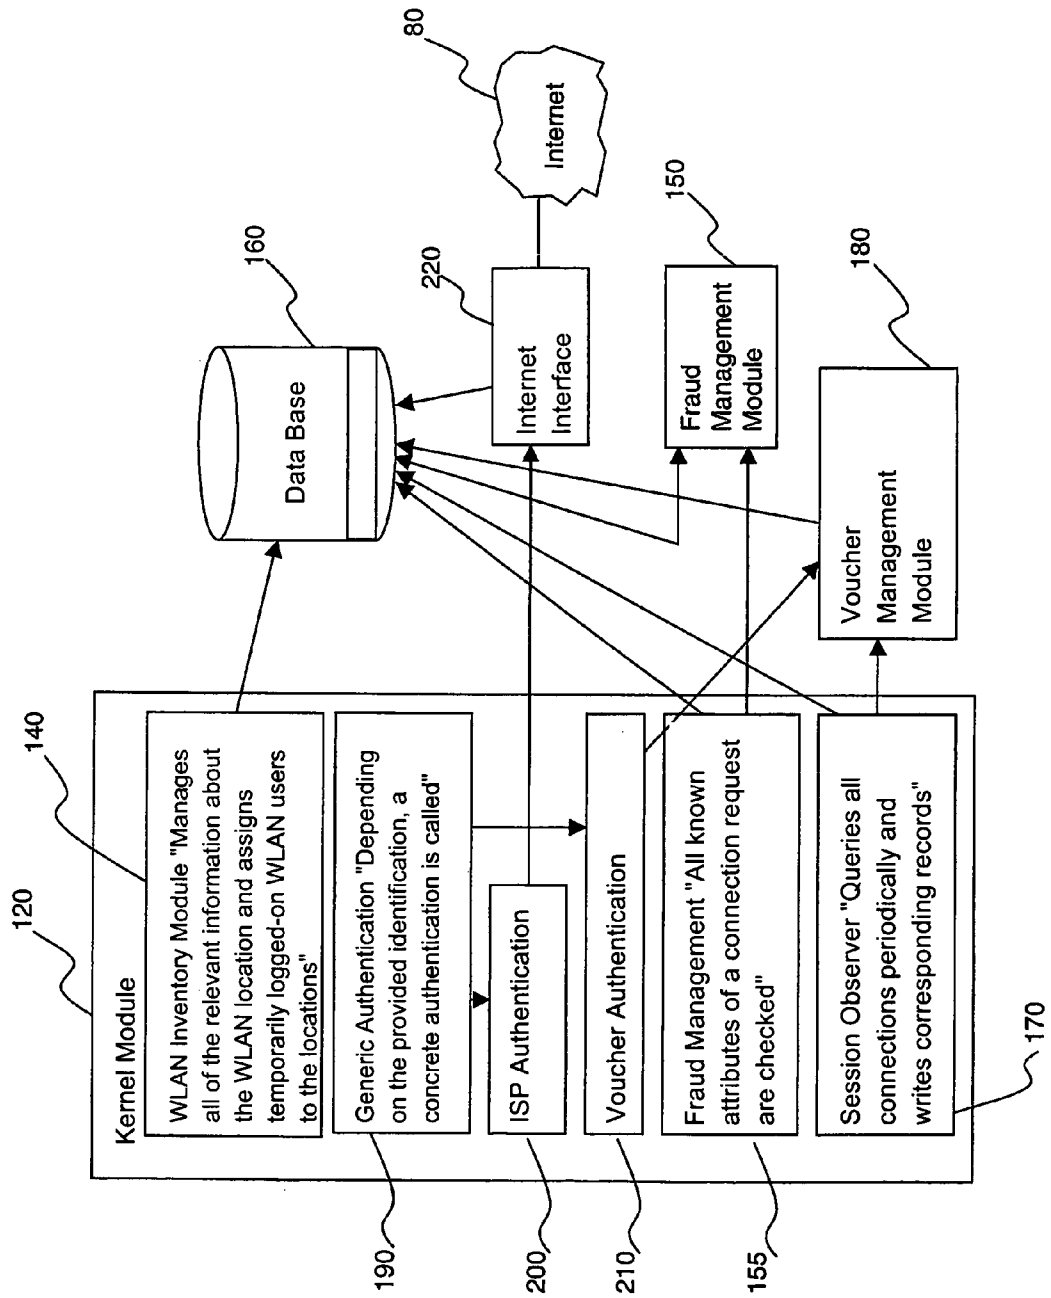 120
Kernel Module
140
WLAN Inventory Module "Manages
all of the relevant information about
the WLAN location and assigns
temporarily logged-on WLAN users
to the locations"
190
Generic Authentication "Depending
on the provided identification, a
concrete authentication is called"
200
ISP Authentication
210
Voucher Authentication
155
Fraud Management "All known
attributes of a connection request
are checked"
Session Observer "Queries all
connections periodically and
writes corresponding records"
170
Data Base
160
Internet
Interface
220
Internet
80
Fraud
Management
Module
150
Voucher
Management
Module
180